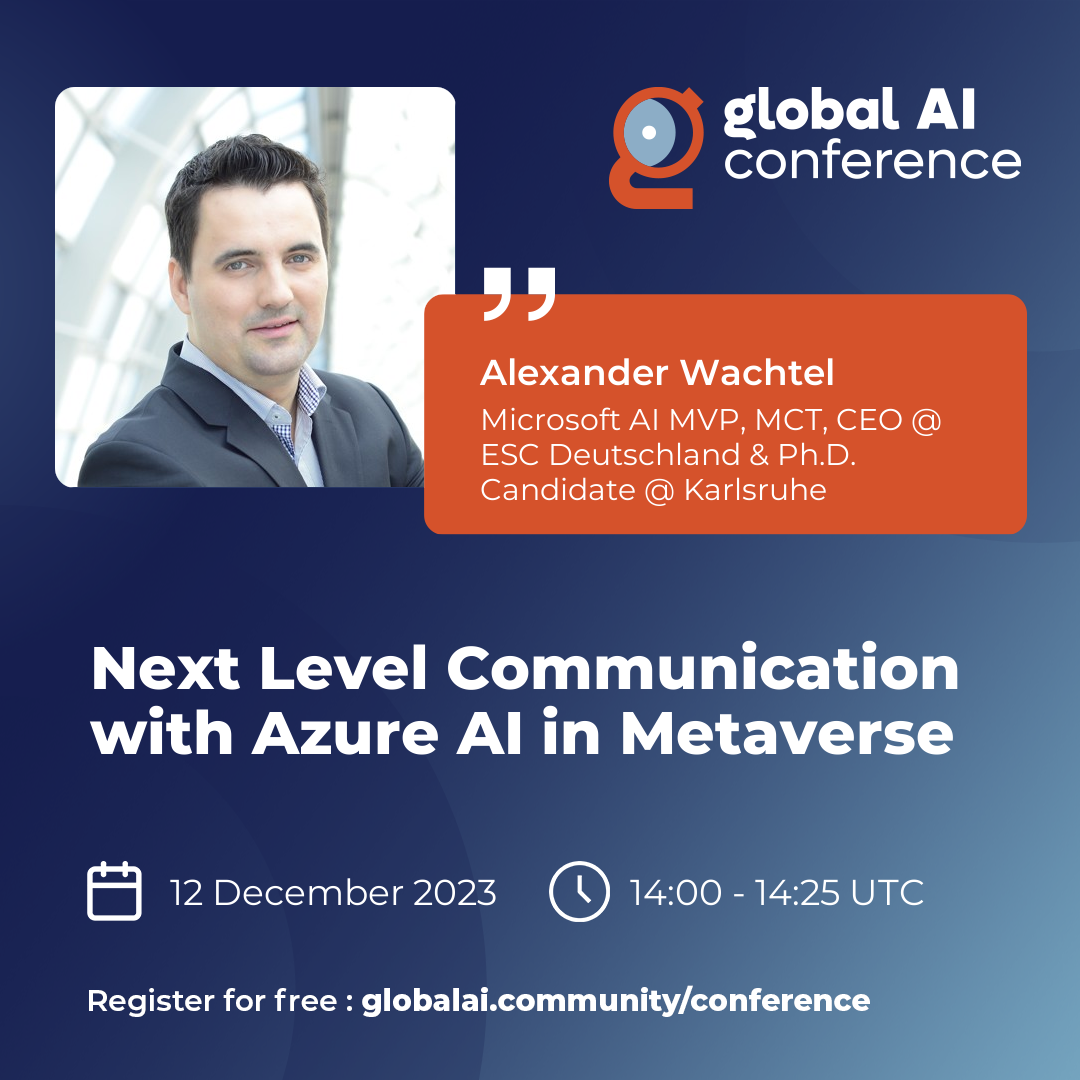 global AI
conference
Alexander Wachtel
Microsoft AI MVP, MCT, CEO @
ESC Deutschland & Ph.D.
Candidate @ Karlsruhe
Next Level Communication
with Azure AI in Metaverse
12 December 2023
14:00 - 14:25 UTC
Register for free : globalai.community/conference